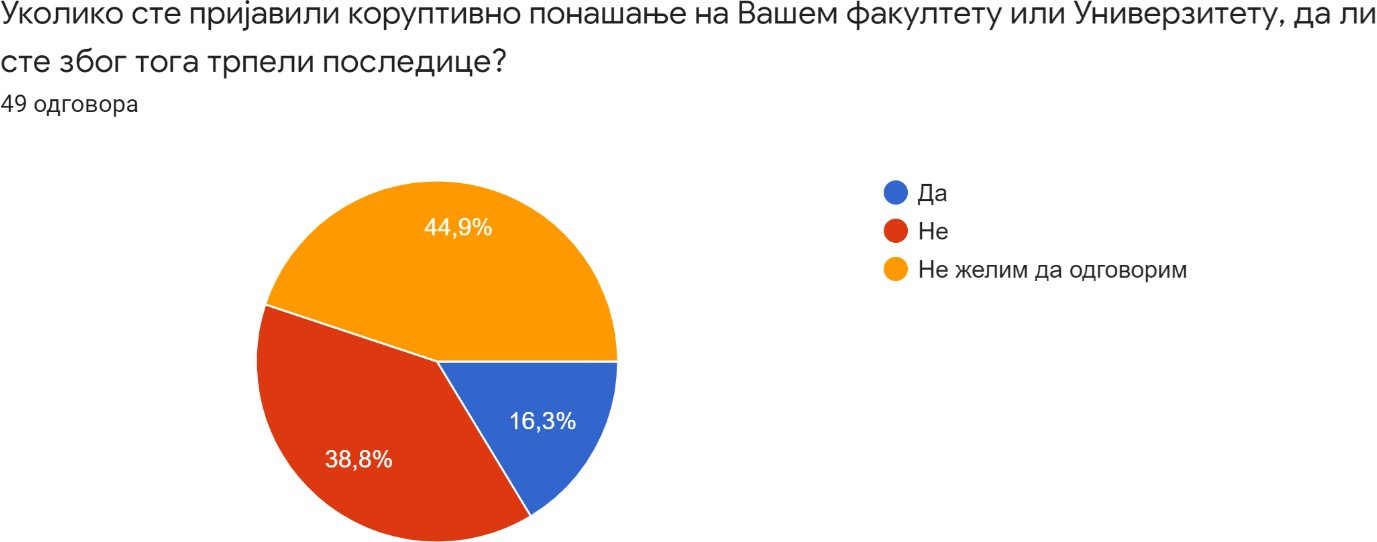 Уколико сте пријавили коруптивно понашање на Вашем факултету или Универзитету, да ли
сте због тога трпели последице?
49 одговора
44,9%
16,3%
38,8%
Да
Не
Не желим да одговорим